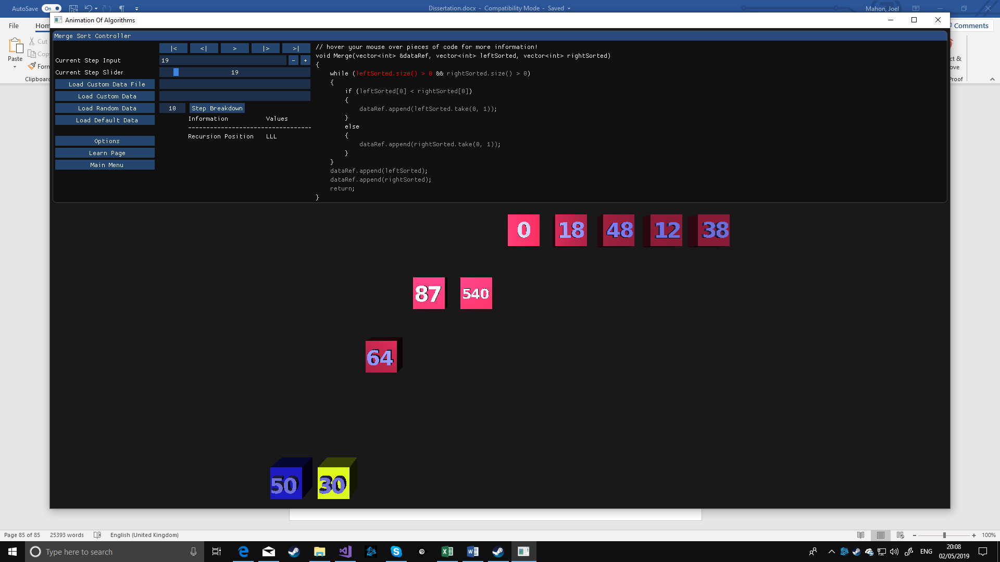 AutoSave On
Dissertation.docx - Compatibility Mode - Saved
Mahon, Joel
Animation Of Algorithms
File
Hom
Comments
Cut
Copy
Paste
Form
Clipboard
Proof
Merge Sort Controller
|< <| > |> >|
Current Step Input 19 - +
Current Step Slider 19
Load Custom Data File
Load Custom Data
Load Random Data 10 Step Breakdown
Load Default Data
Information Values
----------------------------------
Recursion Position LLL
Options
Learn Page
Main Menu
// hover your mouse over pieces of code for more information!
void Merge(vector<int> &dataRef, vector<int> leftSorted, vector<int> rightSorted)
{
while (leftSorted.size() > 0 && rightSorted.size() > 0)
{
if (leftSorted[0] < rightSorted[0])
{
dataRef.append(leftSorted.take(0, 1));
}
else
{
dataRef.append(rightSorted.take(0, 1));
}
}
dataRef.append(leftSorted);
dataRef.append(rightSorted);
return;
}
0 18 48 12 38
87 540
64
50 30
Page 85 of 85 25393 words English (United Kingdom)
- + 100%
Type here to search
ENG
20:08
02/05/2019